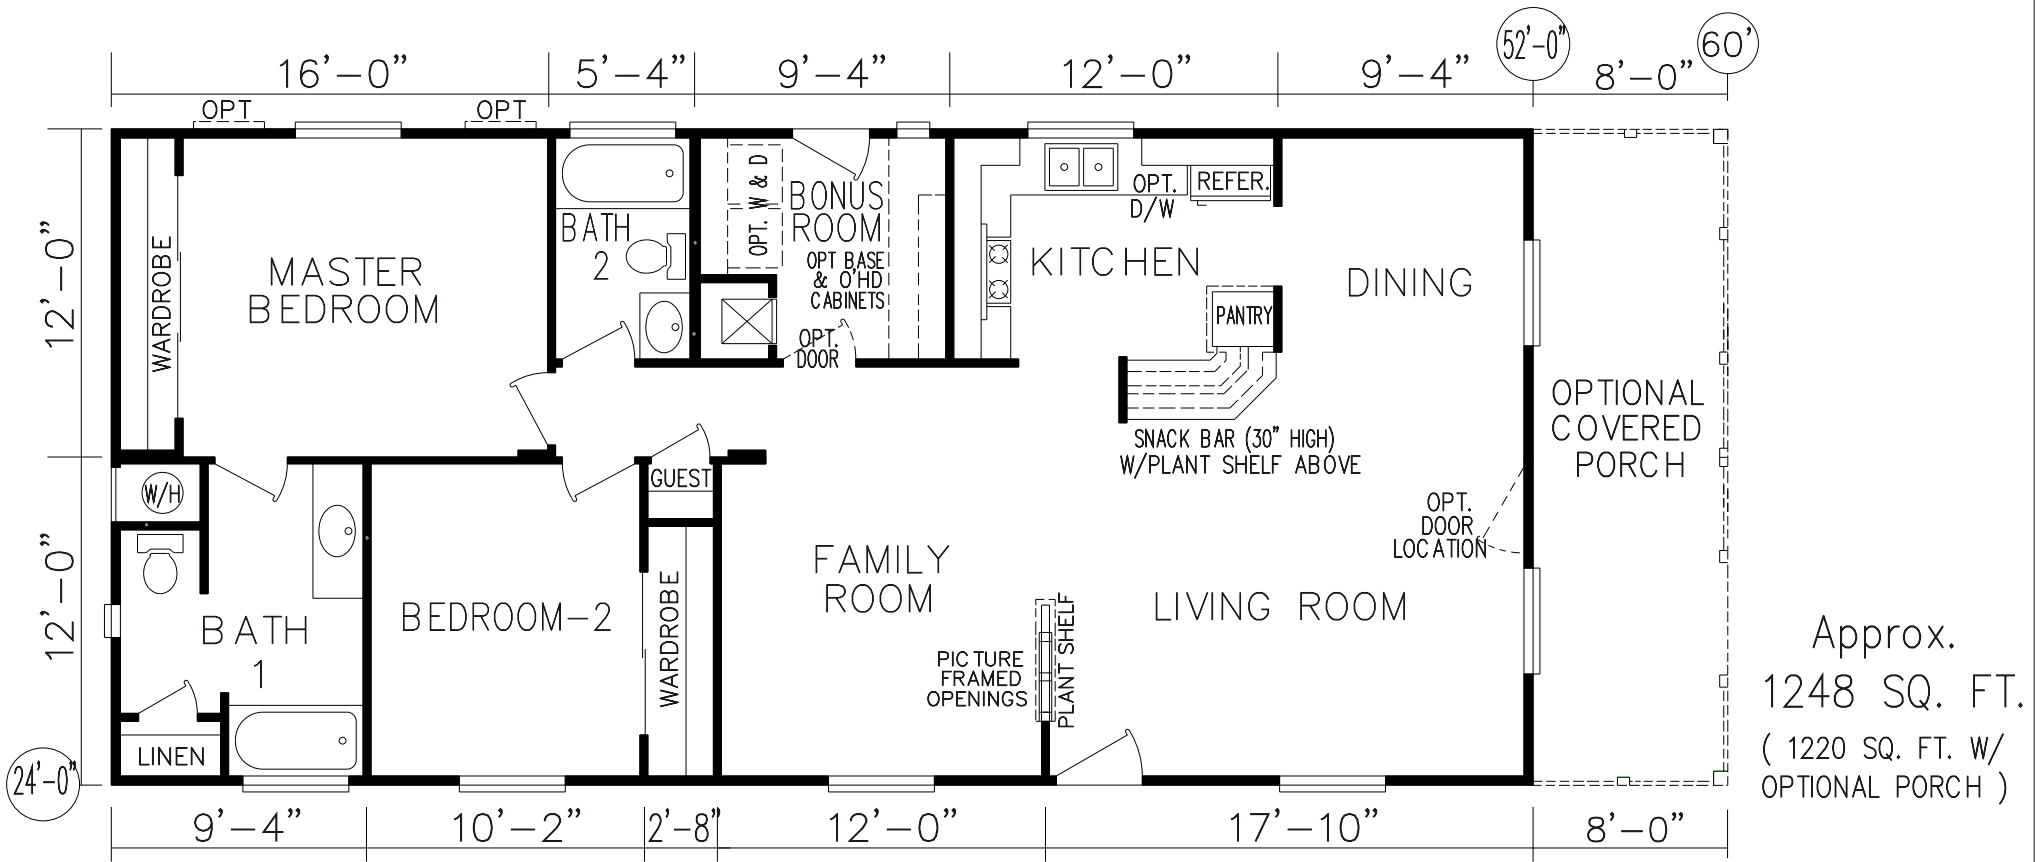 16'-0"
5'-4"
9'-4"
12'-0"
9'-4"
52'-0"
8'-0"
60'
OPT
OPT
12'-0"
WARDROBE
MASTER
BEDROOM
BATH
2
OPT. W & D
BONUS
ROOM
OPT BASE
& O'HD
CABINETS
OPT.
DOOR
OPT.
D/W
REFER.
KITCHEN
PANTRY
DINING
SNACK BAR (30" HIGH)
W/PLANT SHELF ABOVE
OPTIONAL
COVERED
PORCH
OPT.
DOOR
LOCATION
12'-0"
W/H
GUEST
BATH
1
BEDROOM-2
WARDROBE
FAMILY
ROOM
PICTURE
FRAMED
OPENINGS
PLANT SHELF
LIVING ROOM
LINEN
24'-0"
Approx.
1248 SQ. FT.
( 1220 SQ. FT. W/
OPTIONAL PORCH )
9'-4"
10'-2"
2'-8"
12'-0"
17'-10"
8'-0"